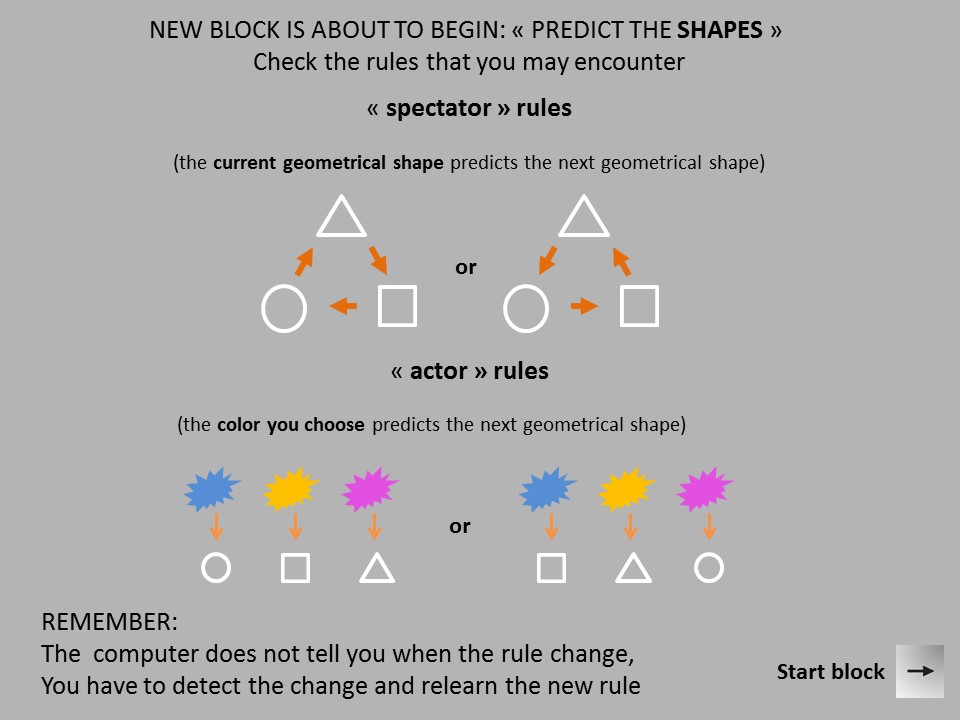 NEW BLOCK IS ABOUT TO BEGIN: « PREDICT THE SHAPES »
Check the rules that you may encounter
« spectator » rules
(the current geometrical shape predicts the next geometrical shape)
or
« actor » rules
(the color you choose predicts the next geometrical shape)
or
REMEMBER:
The computer does not tell you when the rule change,
You have to detect the change and relearn the new rule
Start block